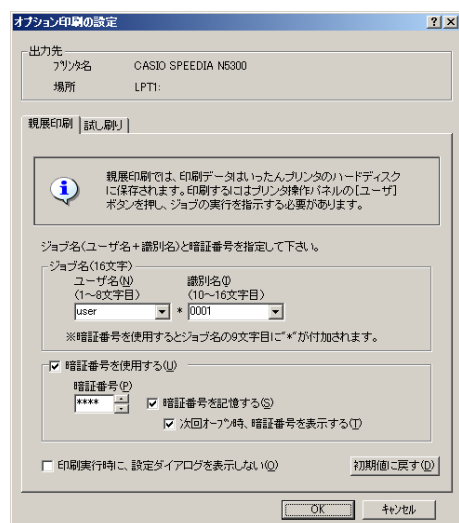 オプション印刷の設定
出力先
プリンタ名 CASIO SPEEDIA N5300
場所 LPT1:
親展印刷 試し刷り
親展印刷では、印刷データはいったんプリンタのハードディスク
に保存されます。印刷するにはプリンタ操作パネルの[ユーザ]
ボタンを押し、ジョブの実行を指示する必要があります。
ジョブ名(ユーザ名+識別名)と暗証番号を指定して下さい。
ジョブ名(16文字)
ユーザ名(N) 識別名(I)
(1~8文字目) (10~16文字目)
user * 0001
※暗証番号を使用するとジョブ名の9文字目に"*"が付加されます。
暗証番号を使用する(U)
暗証番号(P)
**** 暗証番号を記憶する(S)
次回オープン時、暗証番号を表示する(T)
印刷実行時に、設定ダイアログを表示しない(O) 初期値に戻す(D)
OK キャンセル